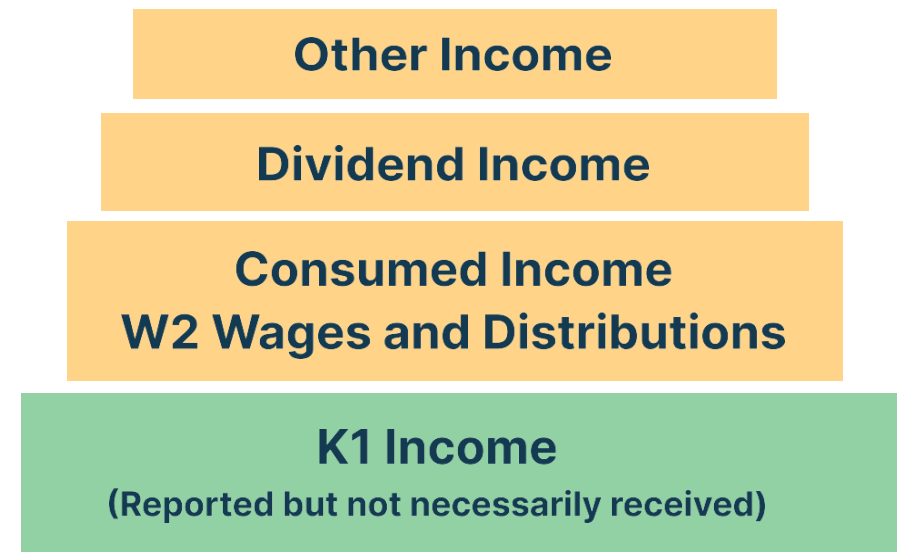 Other Income
Dividend Income
Consumed Income
W2 Wages and Distributions
K1 Income
(Reported but not necessarily received)